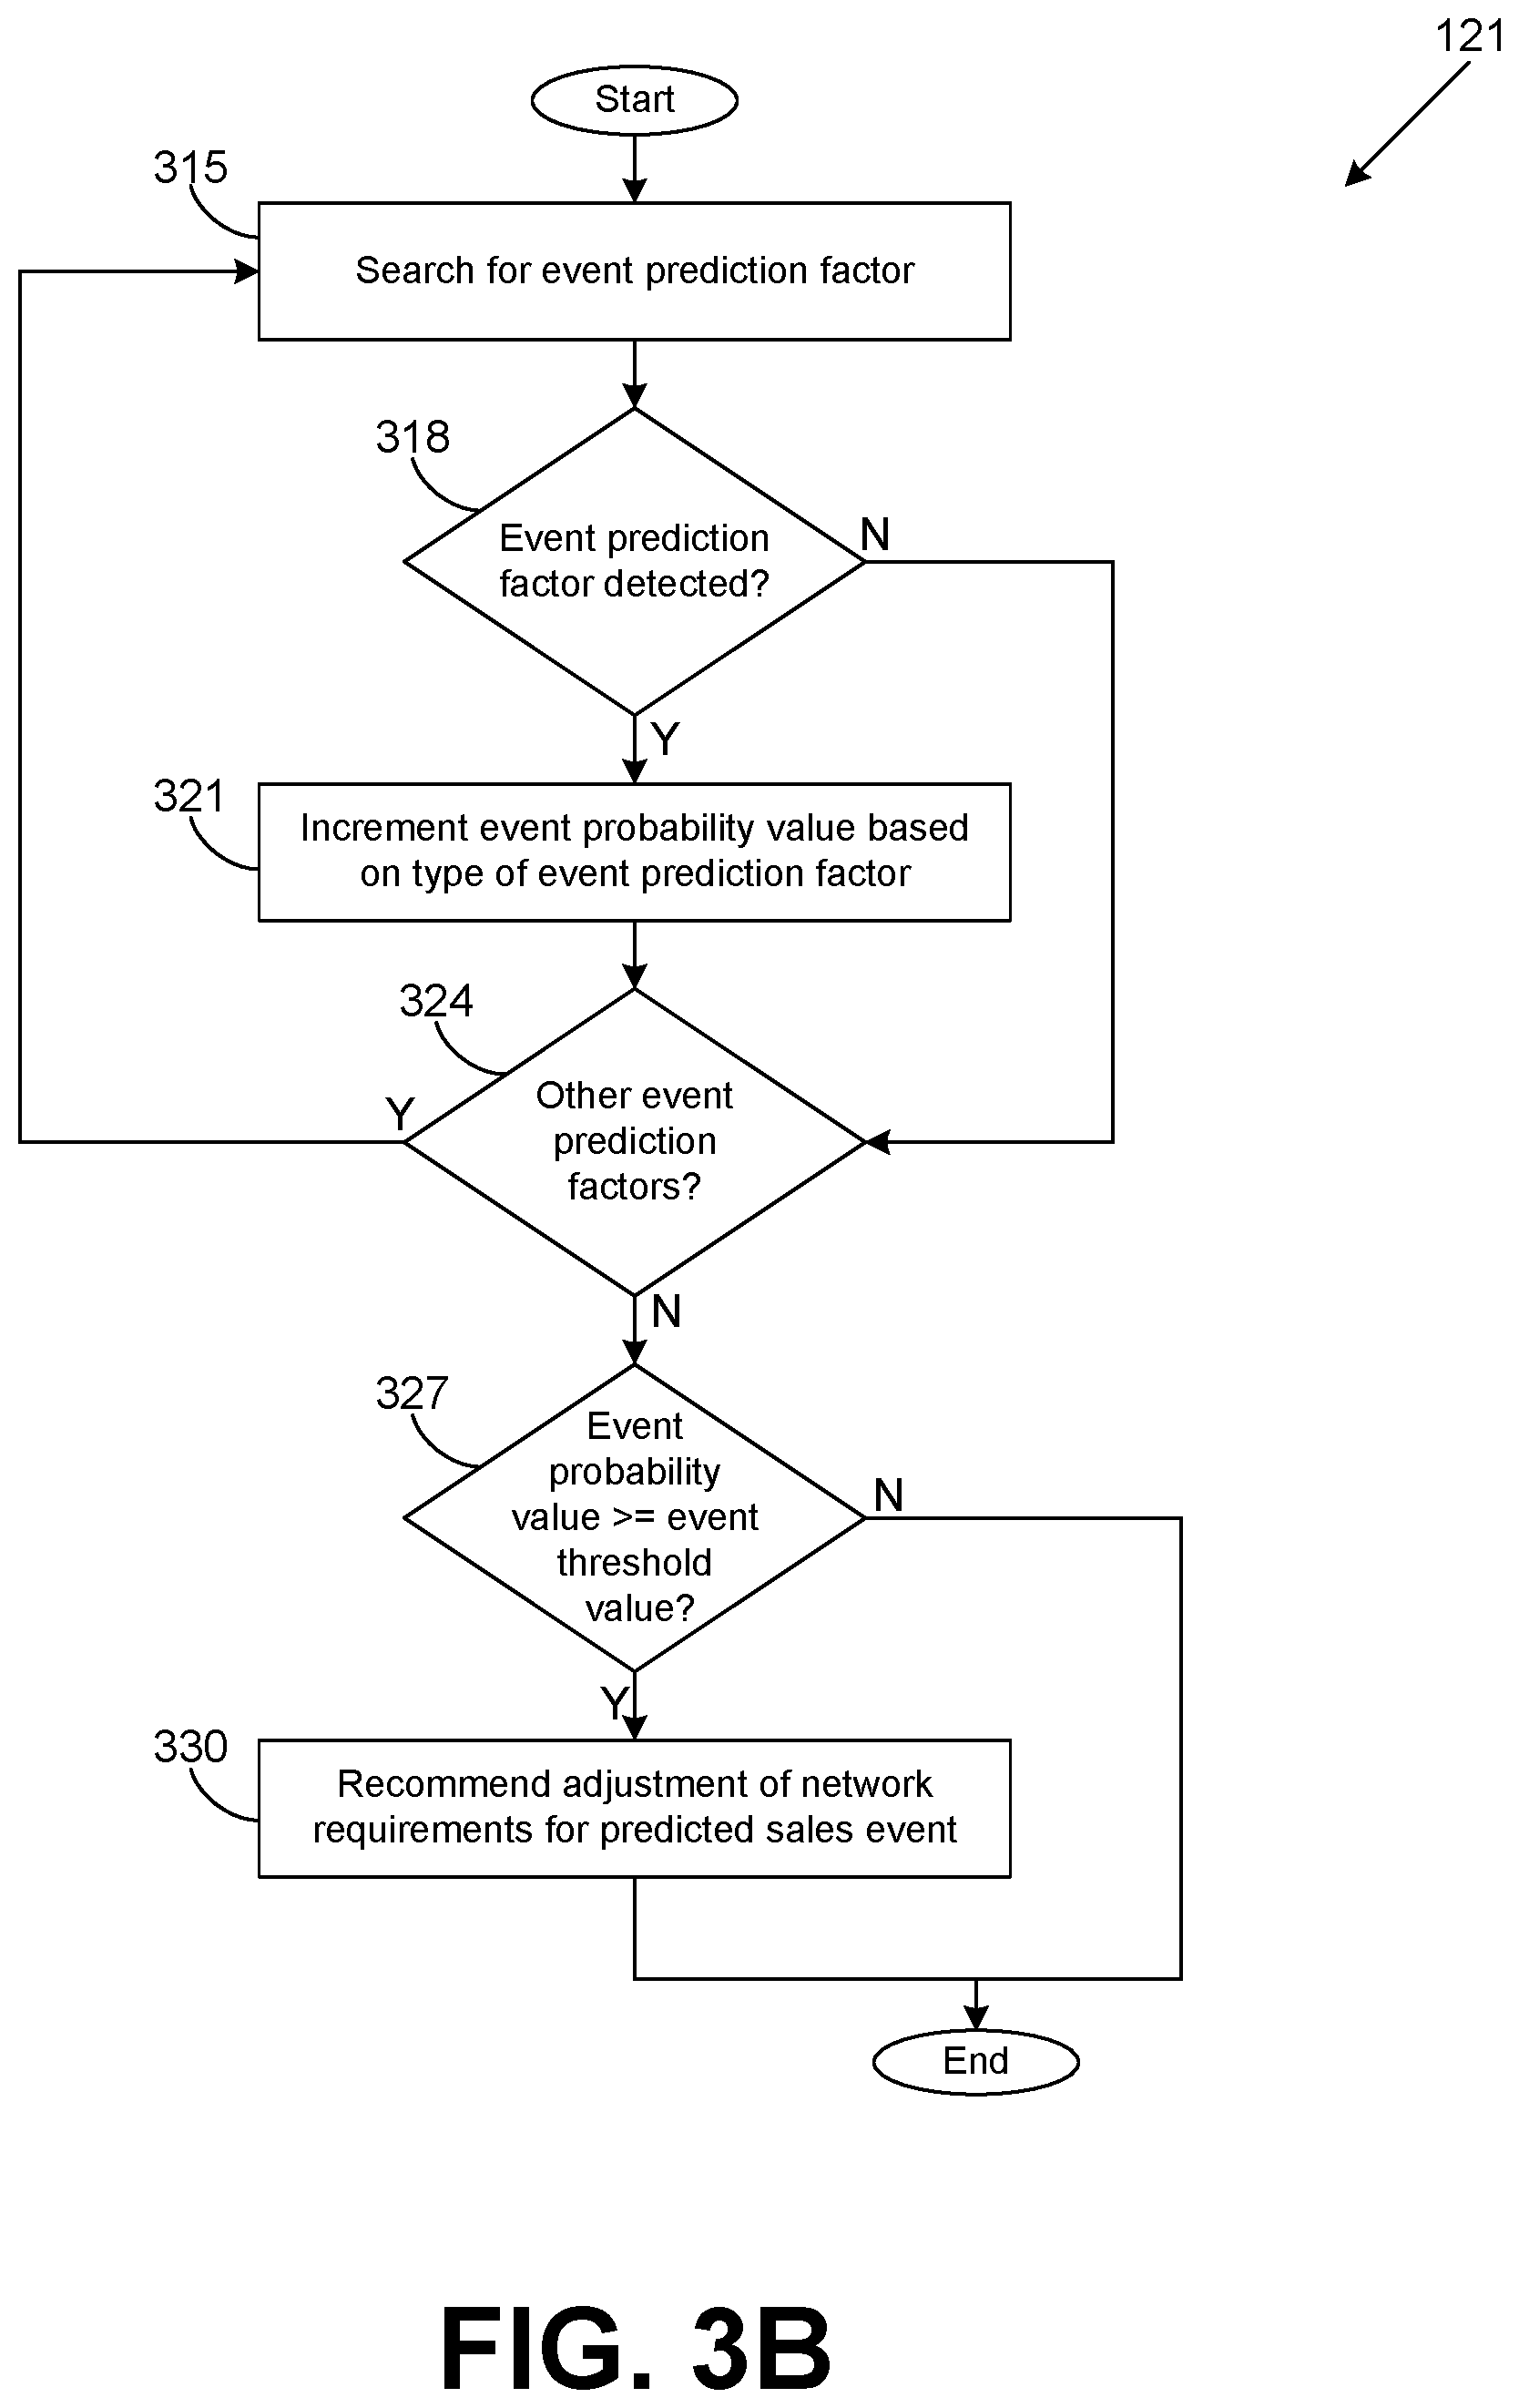 121
Start
315
Search for event prediction factor
318
Event prediction
factor detected?
N
Y
321
Increment event probability value based
on type of event prediction factor
324
Other event
prediction
factors?
Y
N
327
Event
probability
value >= event
threshold
value?
N
Y
330
Recommend adjustment of network
requirements for predicted sales event
End
FIG. 3B